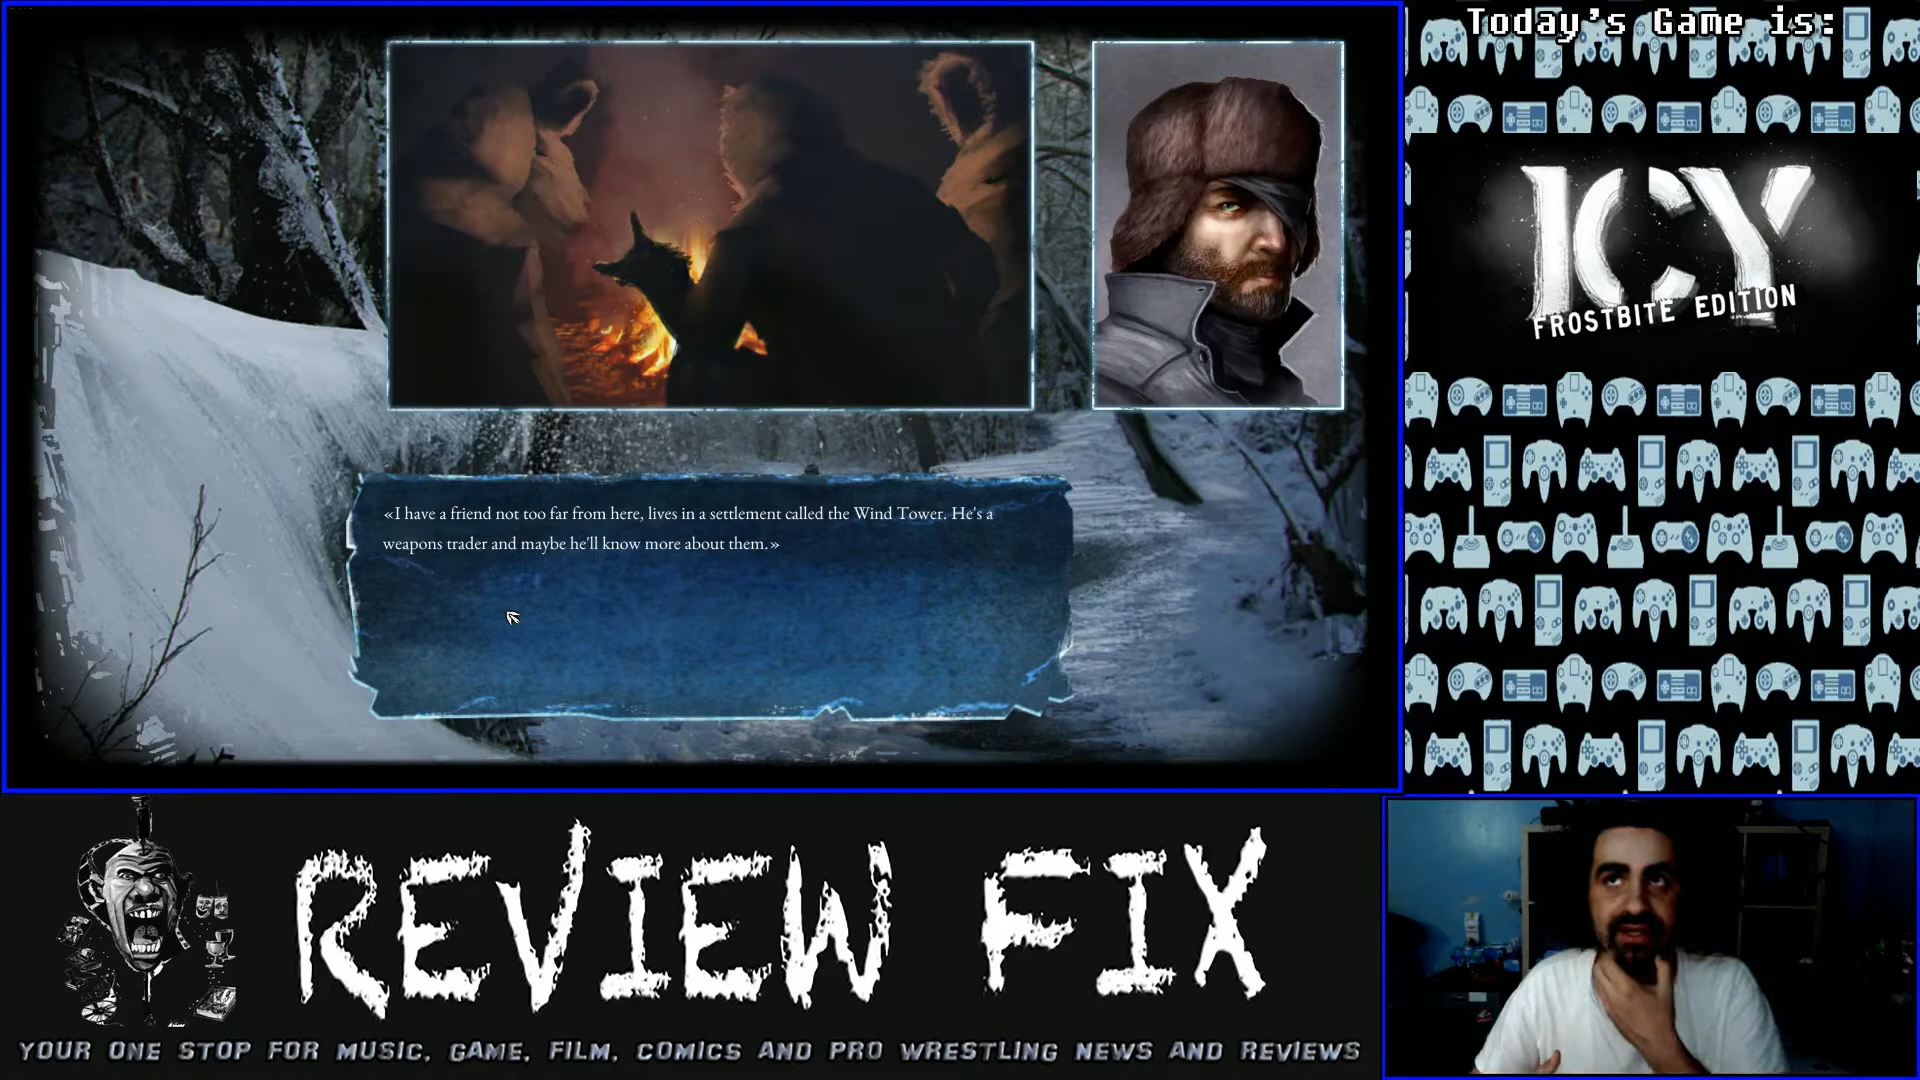 Today's Game is:
ICY
FROSTBITE EDITION
«I have a friend not too far from here, lives in a settlement called the Wind Tower. He's a
weapons trader and maybe he'll know more about them.»
REVIEW FIX
YOUR ONE STOP FOR MUSIC, GAME, FILM, COMICS AND PRO WRESTLING NEWS AND REVIEWS